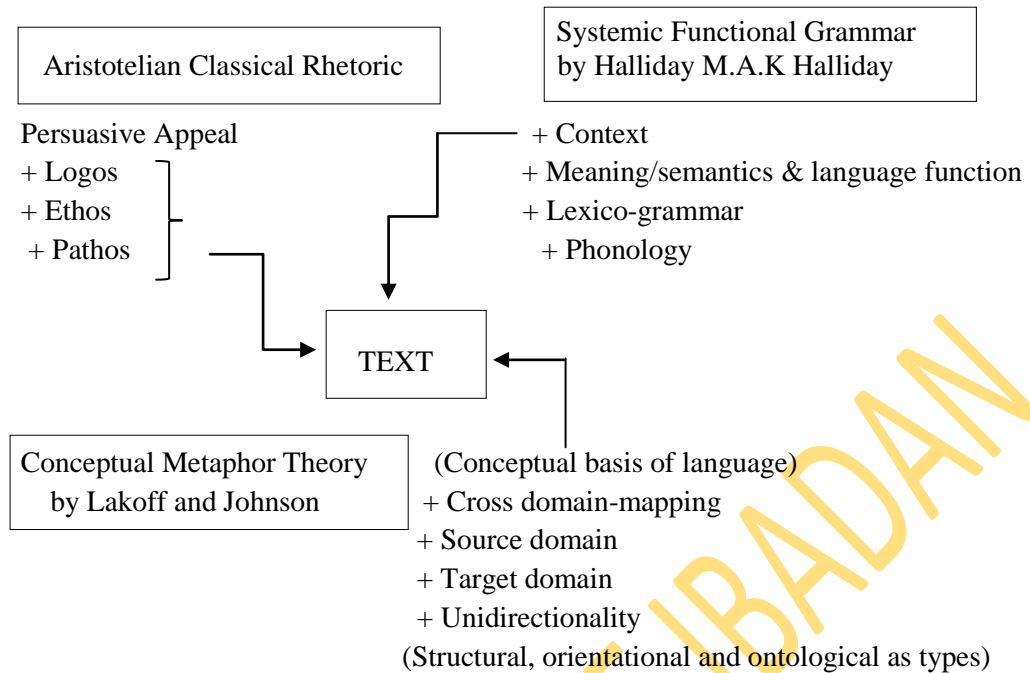 Aristotelian Classical Rhetoric
Systemic Functional Grammar
by Halliday M.A.K Halliday
Persuasive Appeal
+ Logos
+ Ethos
+ Pathos
+ Context
+ Meaning/semantics & language function
+ Lexico-grammar
+ Phonology
TEXT
Conceptual Metaphor Theory
by Lakoff and Johnson
(Conceptual basis of language)
+ Cross domain-mapping
+ Source domain
+ Target domain
+ Unidirectionality
(Structural, orientational and ontological as types)
IBADAN